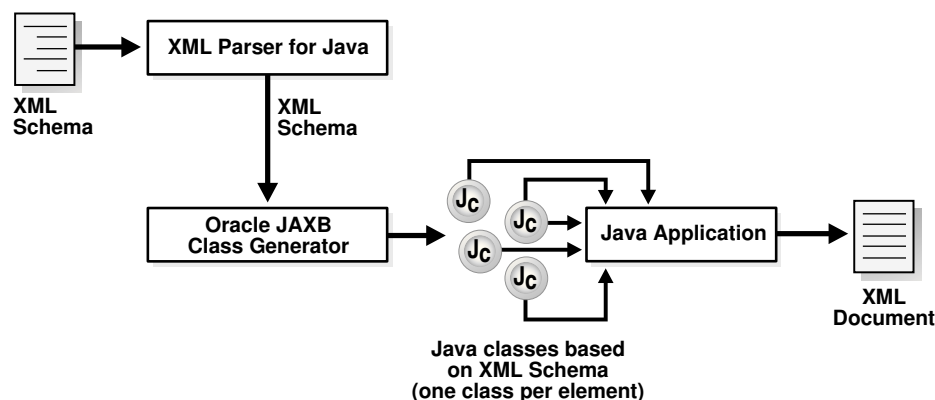 XML Parser for Java
XML
Schema
XML
Schema
Oracle JAXB
Class Generator
Jc
Jc
Jc
Jc
Java Application
XML
Document
Java classes based
on XML Schema
(one class per element)